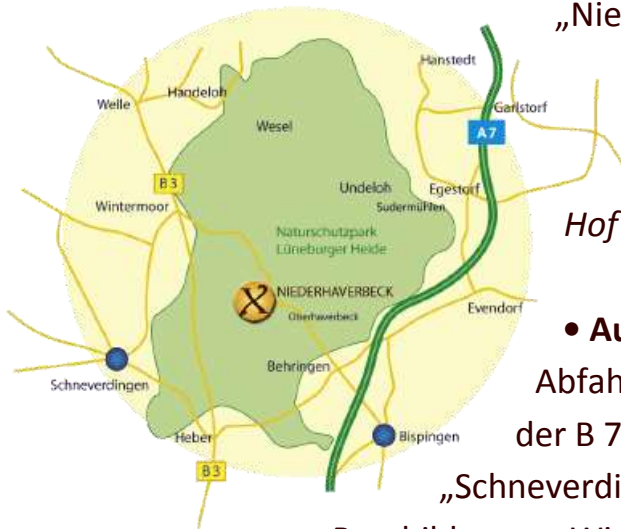 „Nie
Hanstedt
Handeloh
Welle
Garlstorf
Wesel
A7
B3
Undeloh
Egestorf
Wintermoor
Sudermühlen
Hof
Naturschutzpark
Lüneburger Heide
X
NIEDERHAVERBECK
Oberhaverbeck
Evendorf
• Au
Behringen
Abfah
Schneverdingen
Heber
Bispingen
der B 7
B3
„Schneverdi